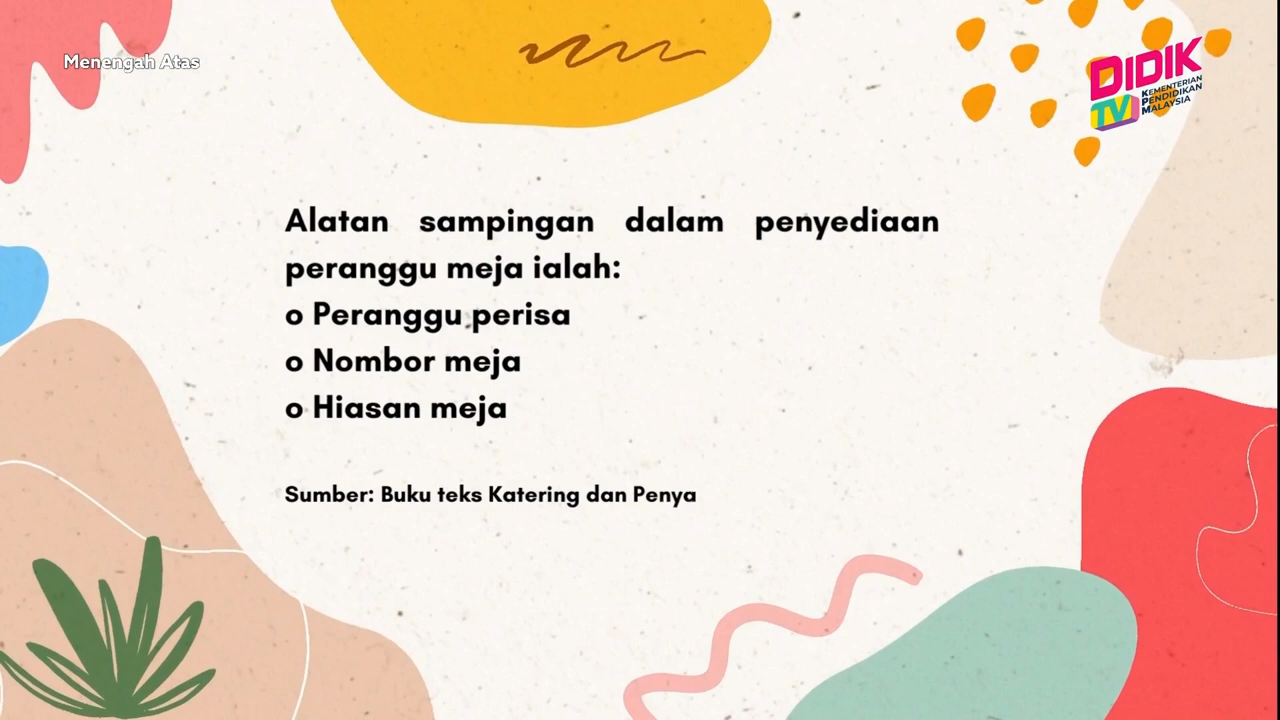 Menengah Atas
DIDIK
TV
KEMENTERIAN
PENDIDIKAN
MALAYSIA
Alatan sampingan dalam penyediaan
peranggu meja ialah:
o Peranggu perisa
o Nombor meja
o Hiasan meja
Sumber: Buku teks Katering dan Penya